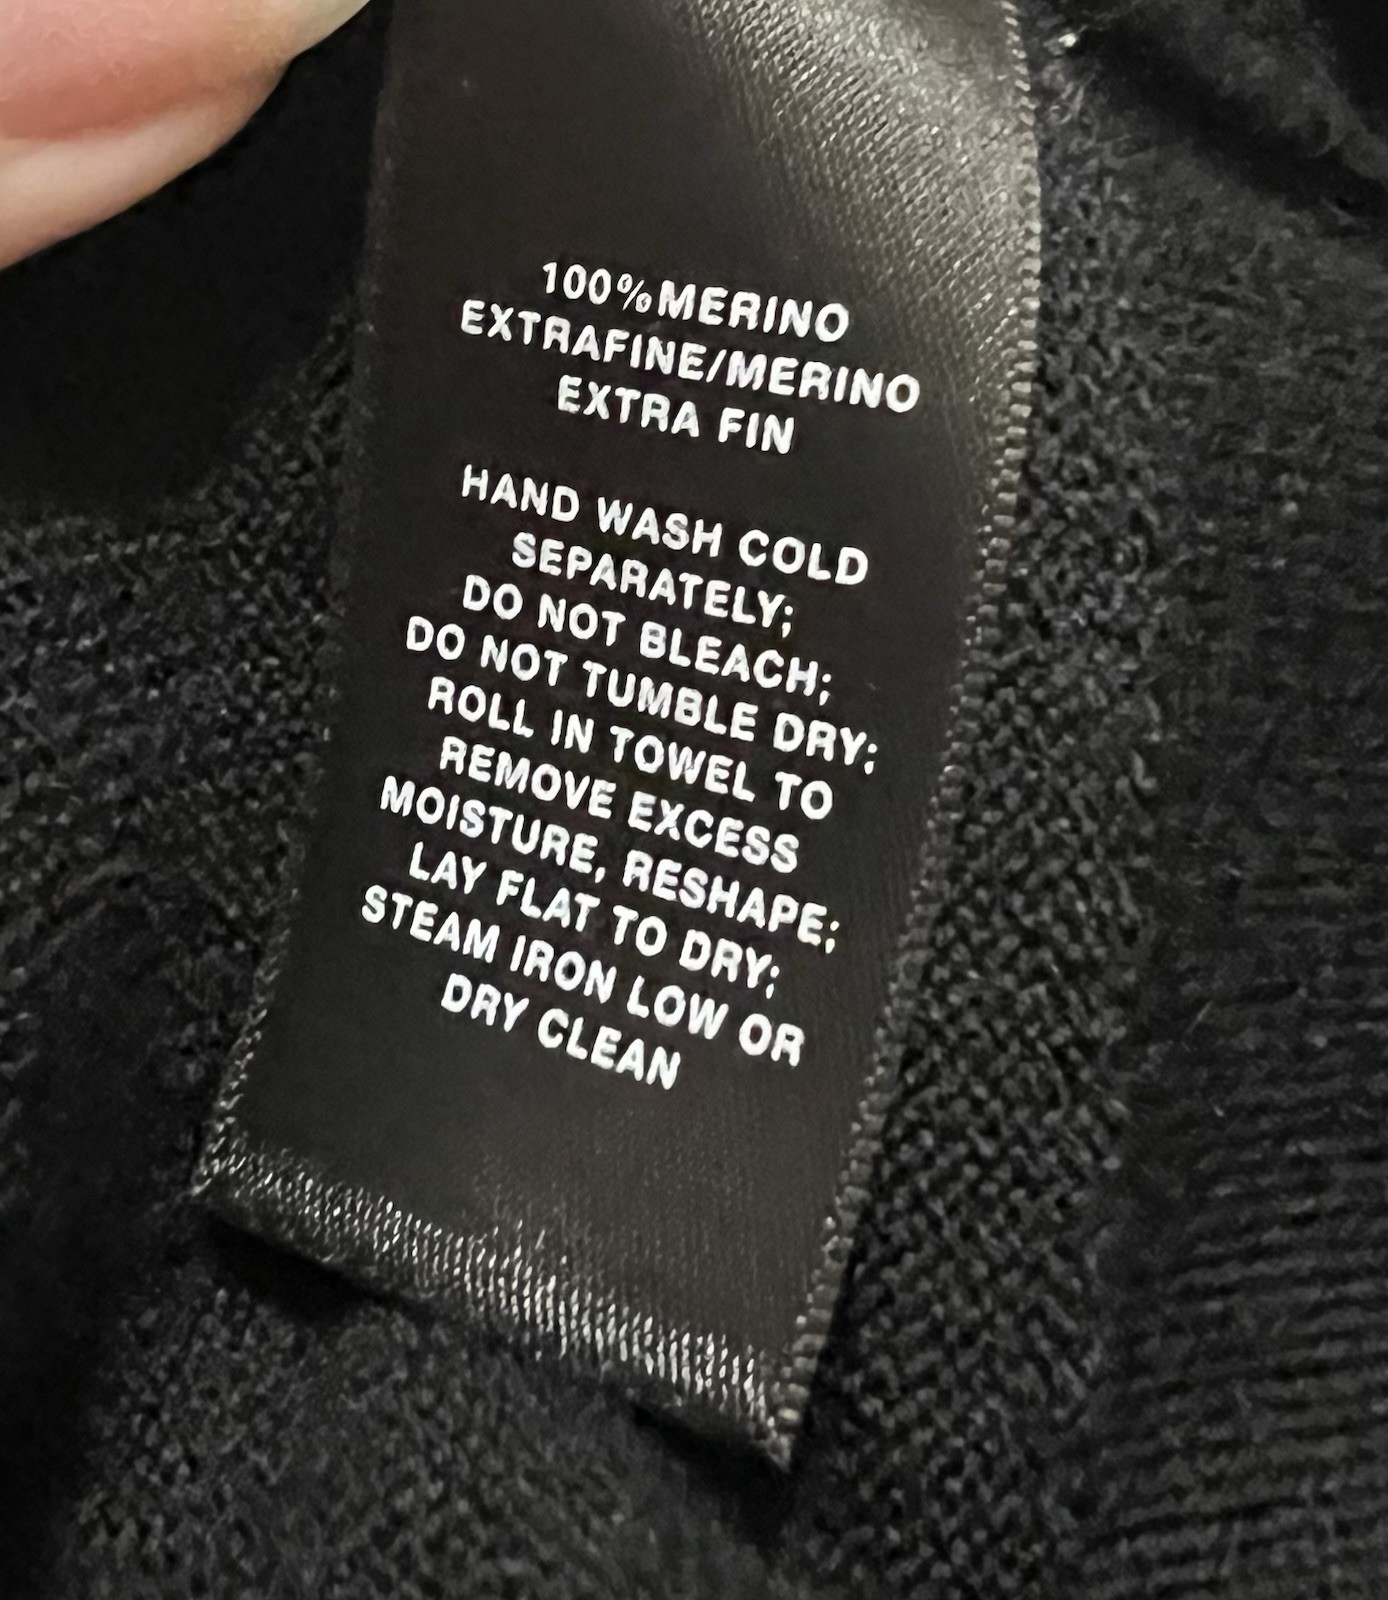 100%MERINO
EXTRAFINE/MERINO
EXTRA FIN
HAND WASH COLD
SEPARATELY;
DO NOT BLEACH;
DO NOT TUMBLE DRY;
ROLL IN TOWEL TO
REMOVE EXCESS
MOISTURE, RESHAPE;
LAY FLAT TO DRY;
STEAM IRON LOW OR
DRY CLEAN